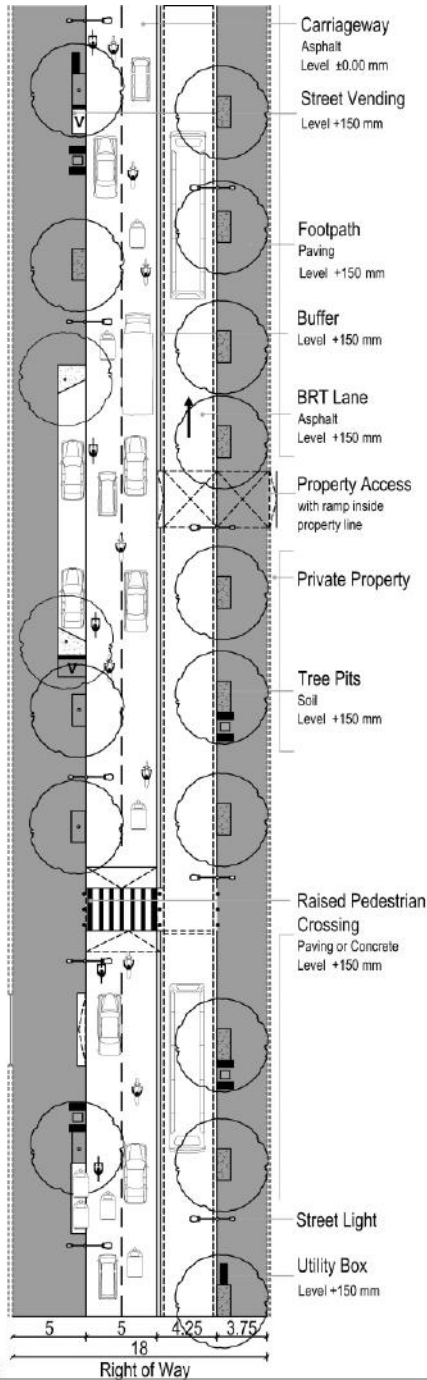 Carriageway
Asphalt
Level ±0.00 mm
Street Vending
Level +150 mm
V
Footpath
Paving
Level +150 mm
Buffer
Level +150 mm
BRT Lane
Asphalt
Level +150 mm
Property Access
with ramp inside
property line
Private Property
V
Tree Pits
Soil
Level +150 mm
Raised Pedestrian
Crossing
Paving or Concrete
Level +150 mm
Street Light
Utility Box
Level +150 mm
5 5 4.25 3.75
18
Right of Way